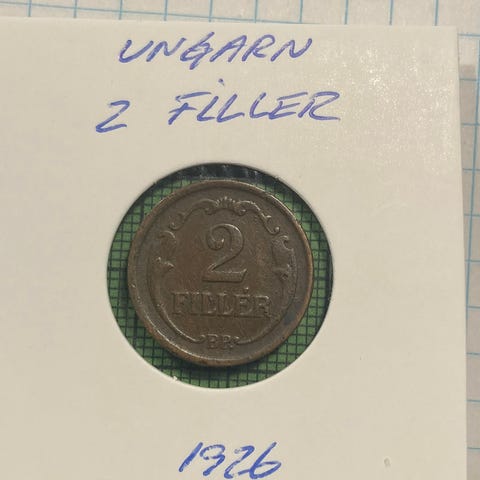 UNGARN
2 FILLER
2
FILLÉR
BP.
1926